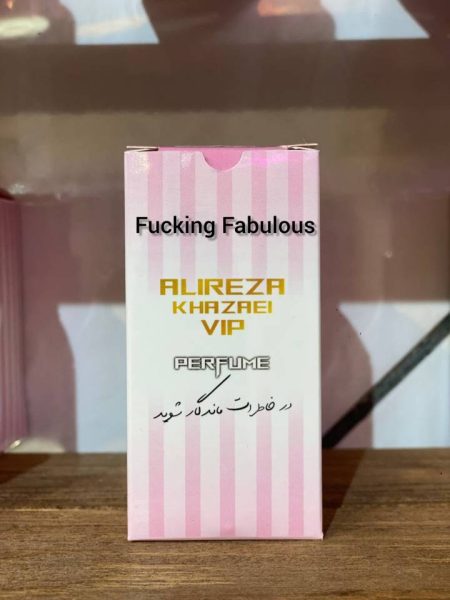 Fucking Fabulous
ALIREZA
KHAZAEI
VIP
PERFUME
در خاطرات ماندگار شوید